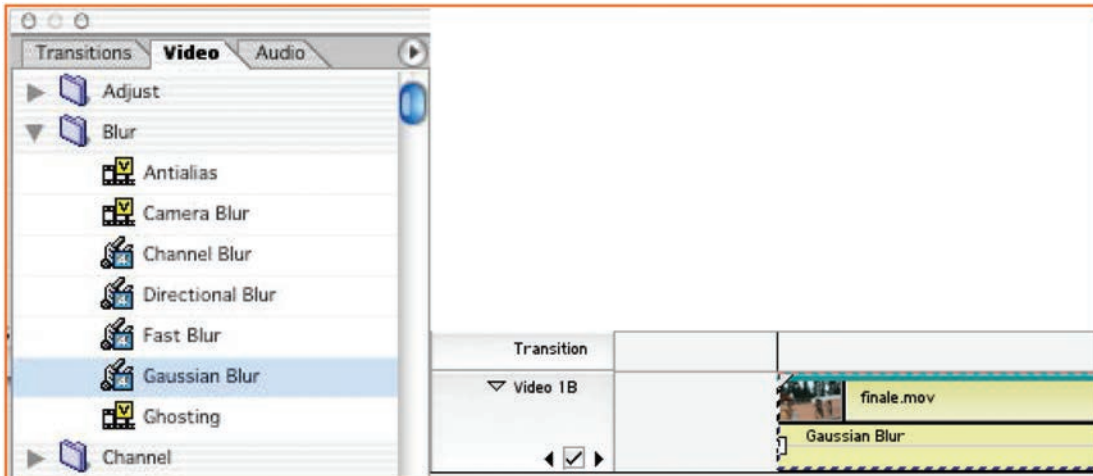 Transitions Video Audio
Adjust
Blur
Antialias
Camera Blur
Channel Blur
Directional Blur
Fast Blur
Gaussian Blur
Ghosting
Channel
Transition
Video 1B
finale.mov
Gaussian Blur